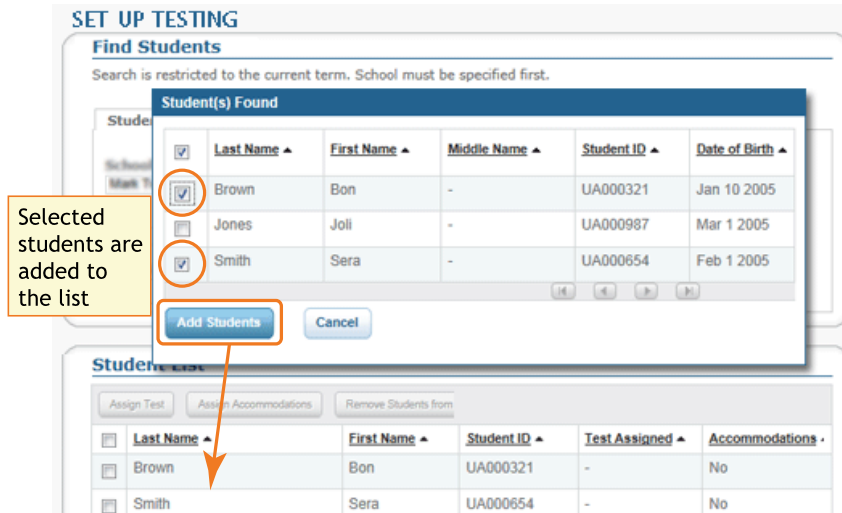 SET UP TESTING
Find Students
Search is restricted to the current term. School must be specified first.
Student(s) Found
Last Name First Name Middle Name Student ID Date of Birth
Brown Bon - UA000321 Jan 10 2005
Jones Joli - UA000987 Mar 1 2005
Smith Sera - UA000654 Feb 1 2005
Add Students Cancel
Selected
students are
added to
the list
Student List
Assign Test Assign Accommodations Remove Students from
Last Name First Name Student ID Test Assigned Accommodations
Brown Bon UA000321 - No
Smith Sera UA000654 - No